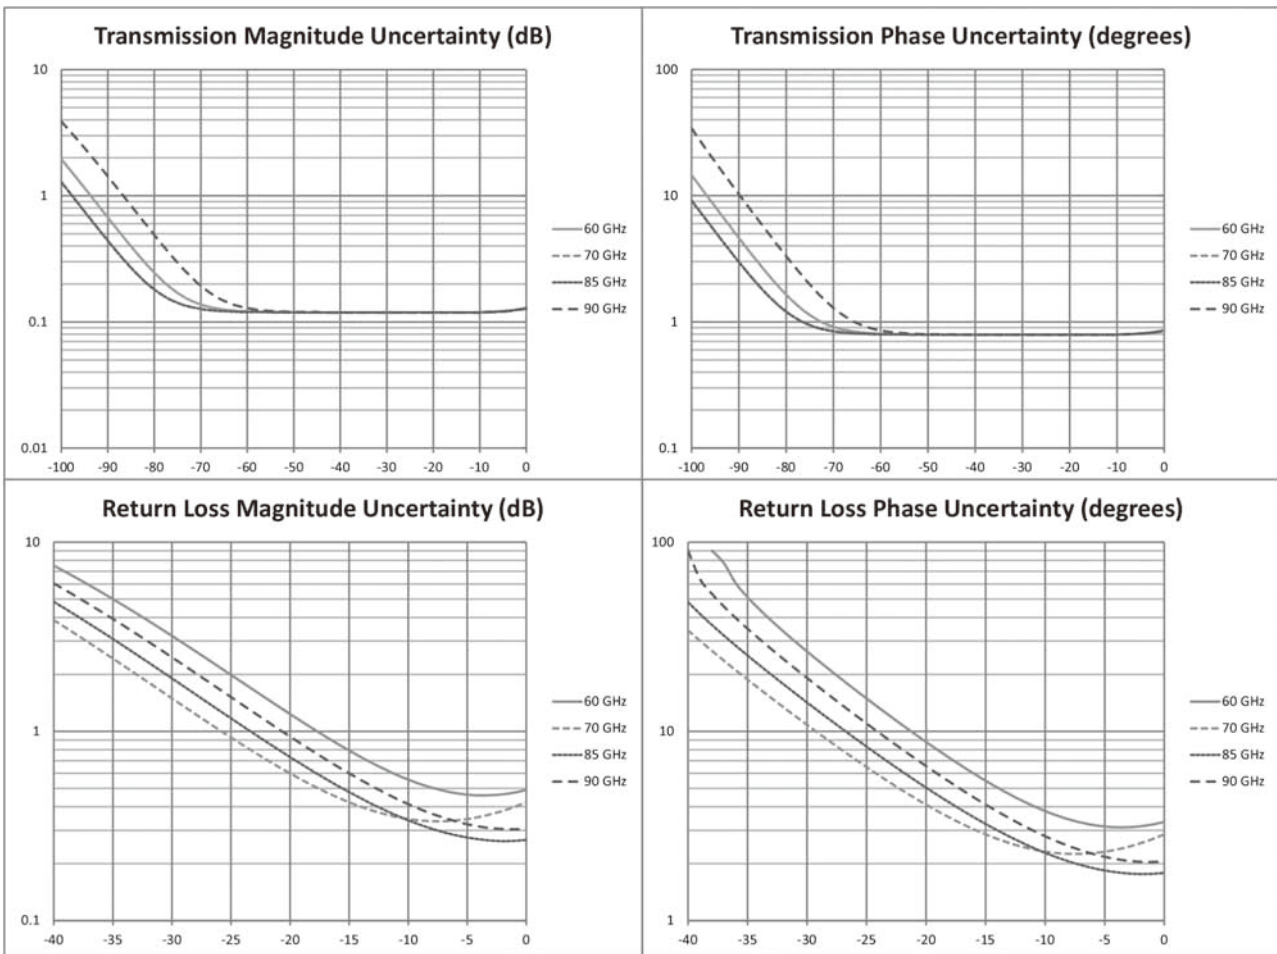 Transmission Magnitude Uncertainty (dB)
10
1
0.1
0.01
-100 -90 -80 -70 -60 -50 -40 -30 -20 -10 0
60 GHz
70 GHz
85 GHz
90 GHz
Transmission Phase Uncertainty (degrees)
100
10
1
0.1
-100 -90 -80 -70 -60 -50 -40 -30 -20 -10 0
60 GHz
70 GHz
85 GHz
90 GHz
Return Loss Magnitude Uncertainty (dB)
10
1
0.1
-40 -35 -30 -25 -20 -15 -10 -5 0
60 GHz
70 GHz
85 GHz
90 GHz
Return Loss Phase Uncertainty (degrees)
100
10
1
-40 -35 -30 -25 -20 -15 -10 -5 0
60 GHz
70 GHz
85 GHz
90 GHz